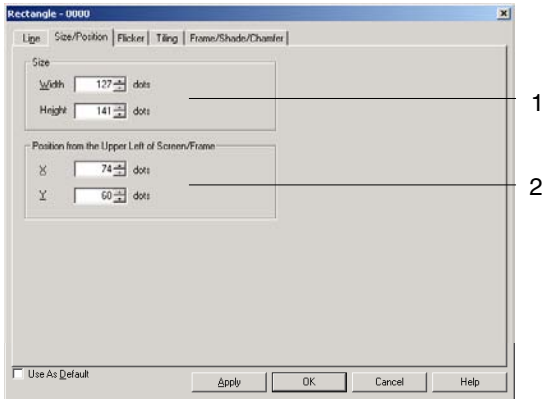 Rectangle - 0000
Line Size/Position Flicker Tiling Frame/Shade/Chamfer
Size
Width 127 dots
1
Height 141 dots
Position from the Upper Left of Screen/Frame
X 74 dots
2
Y 60 dots
Use As Default
Apply OK Cancel Help